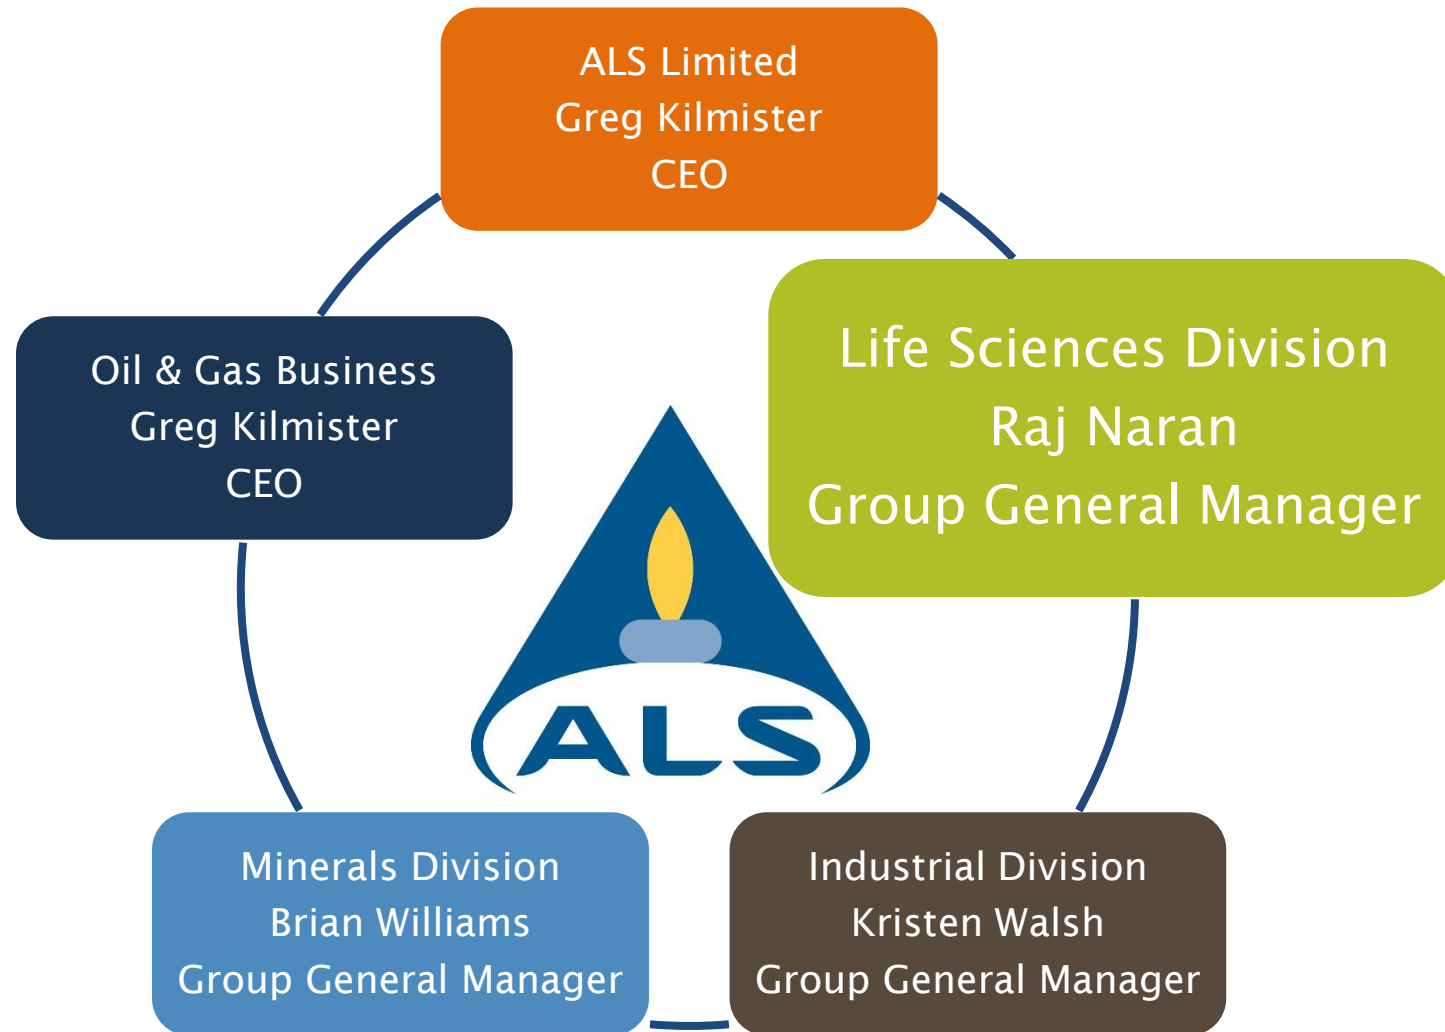 ALS Limited
Greg Kilmister
CEO
Life Sciences Division
Raj Naran
Group General Manager
Oil & Gas Business
Greg Kilmister
CEO
ALS
Minerals Division
Brian Williams
Group General Manager
Industrial Division
Kristen Walsh
Group General Manager